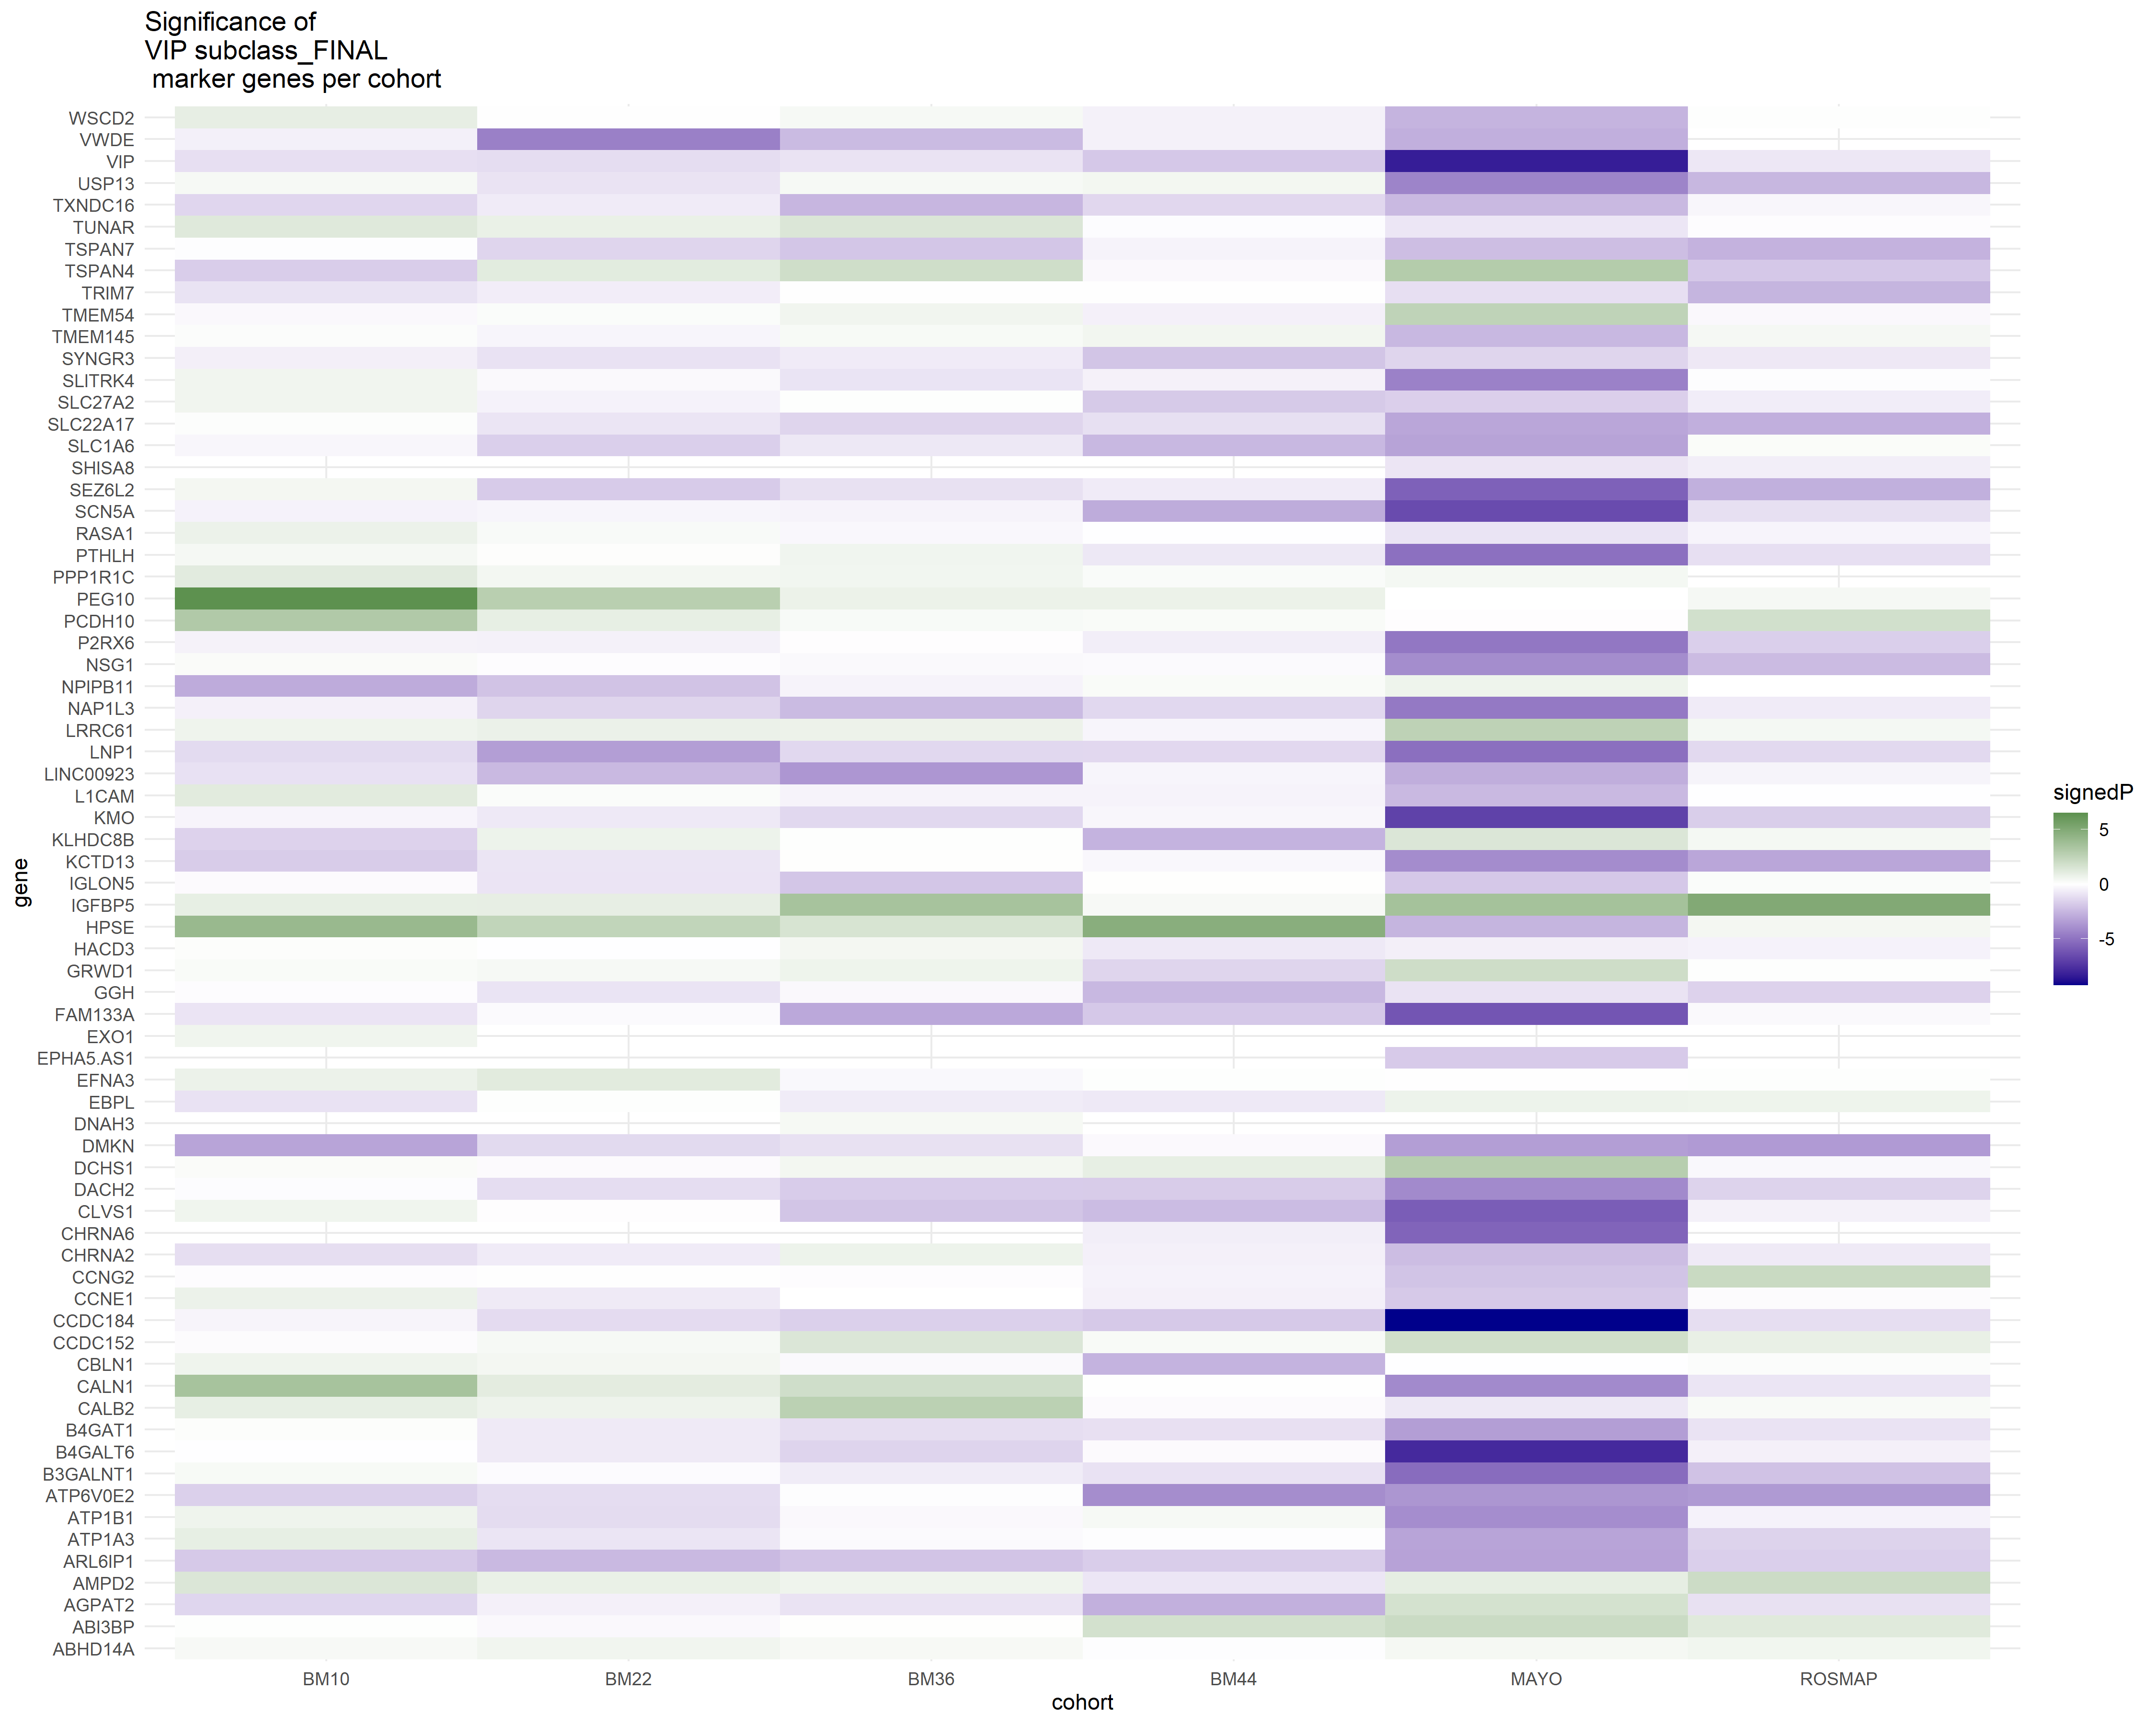 Significance of
VIP subclass_FINAL
marker genes per cohort
WSCD2
VWDE
VIP
USP13
TXNDC16
TUNAR
TSPAN7
TSPAN4
TRIM7
TMEM54
TMEM145
SYNGR3
SLITRK4
SLC27A2
SLC22A17
SLC1A6
SHISA8
SEZ6L2
SCN5A
RASA1
PTHLH
PPP1R1C
PEG10
PCDH10
P2RX6
NSG1
NPIPB11
NAP1L3
LRRC61
LNP1
LINC00923
L1CAM
KMO
KLHDC8B
KCTD13
IGLON5
IGFBP5
HPSE
HACD3
GRWD1
GGH
FAM133A
EXO1
EPHA5.AS1
EFNA3
EBPL
DNAH3
DMKN
DCHS1
DACH2
CLVS1
CHRNA6
CHRNA2
CCNG2
CCNE1
CCDC184
CCDC152
CBLN1
CALN1
CALB2
B4GAT1
B4GALT6
B3GALNT1
ATP6V0E2
ATP1B1
ATP1A3
ARL6IP1
AMPD2
AGPAT2
ABI3BP
ABHD14A
gene
BM10 BM22 BM36 BM44 MAYO ROSMAP
cohort
signedP
5
0
-5